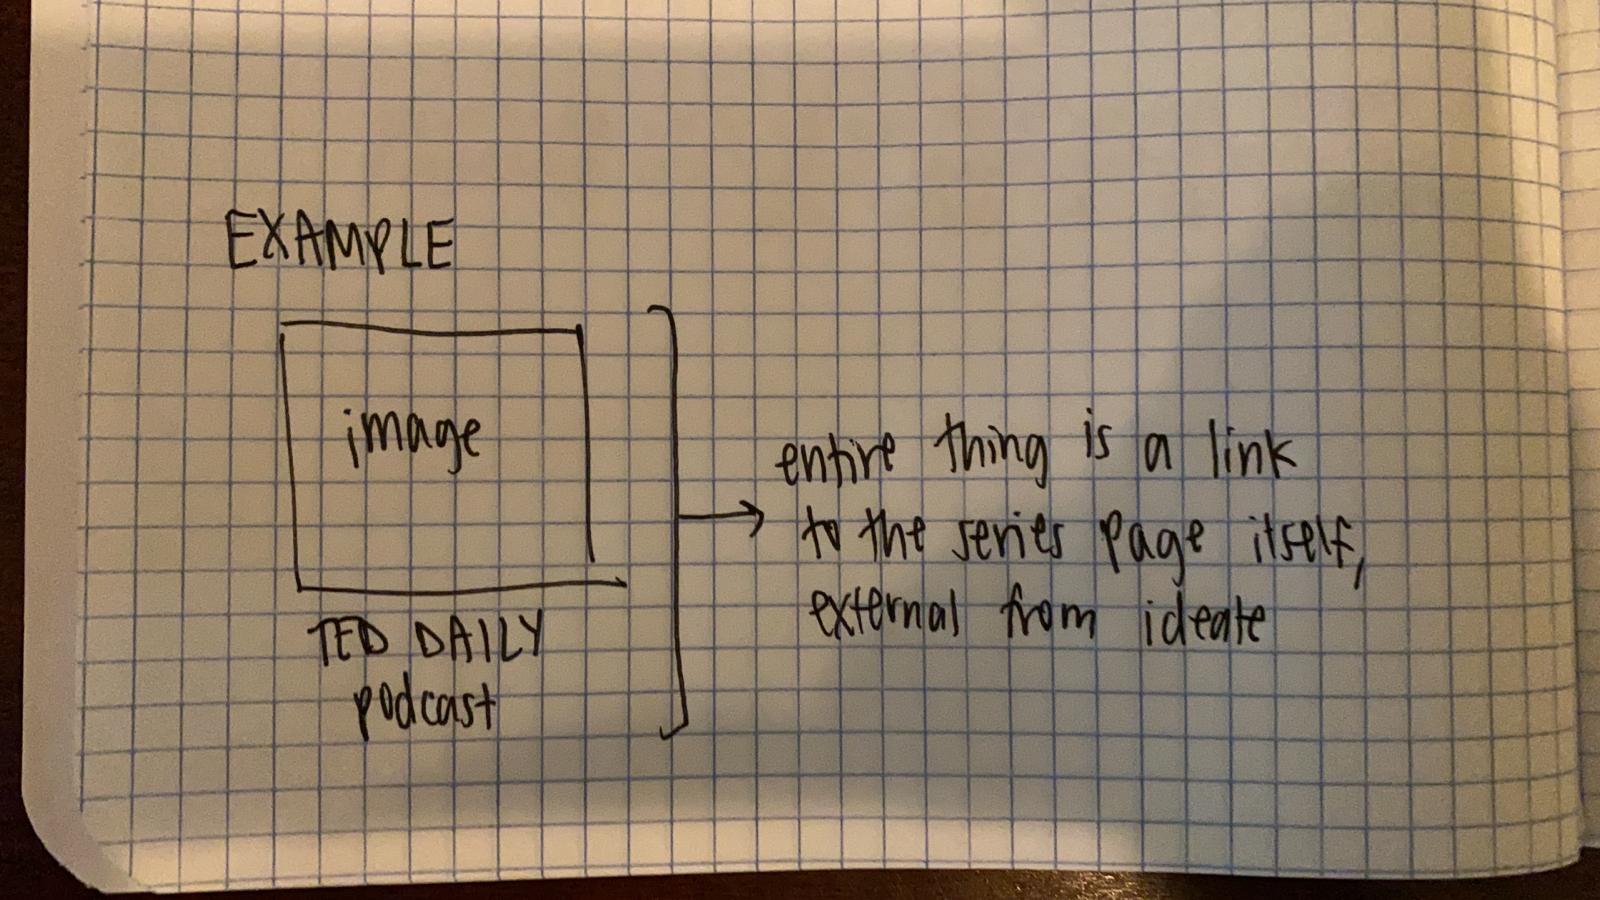 EXAMPLE
image
TED DAILY
podcast
entire thing is a link
to the series page itself,
external from ideate